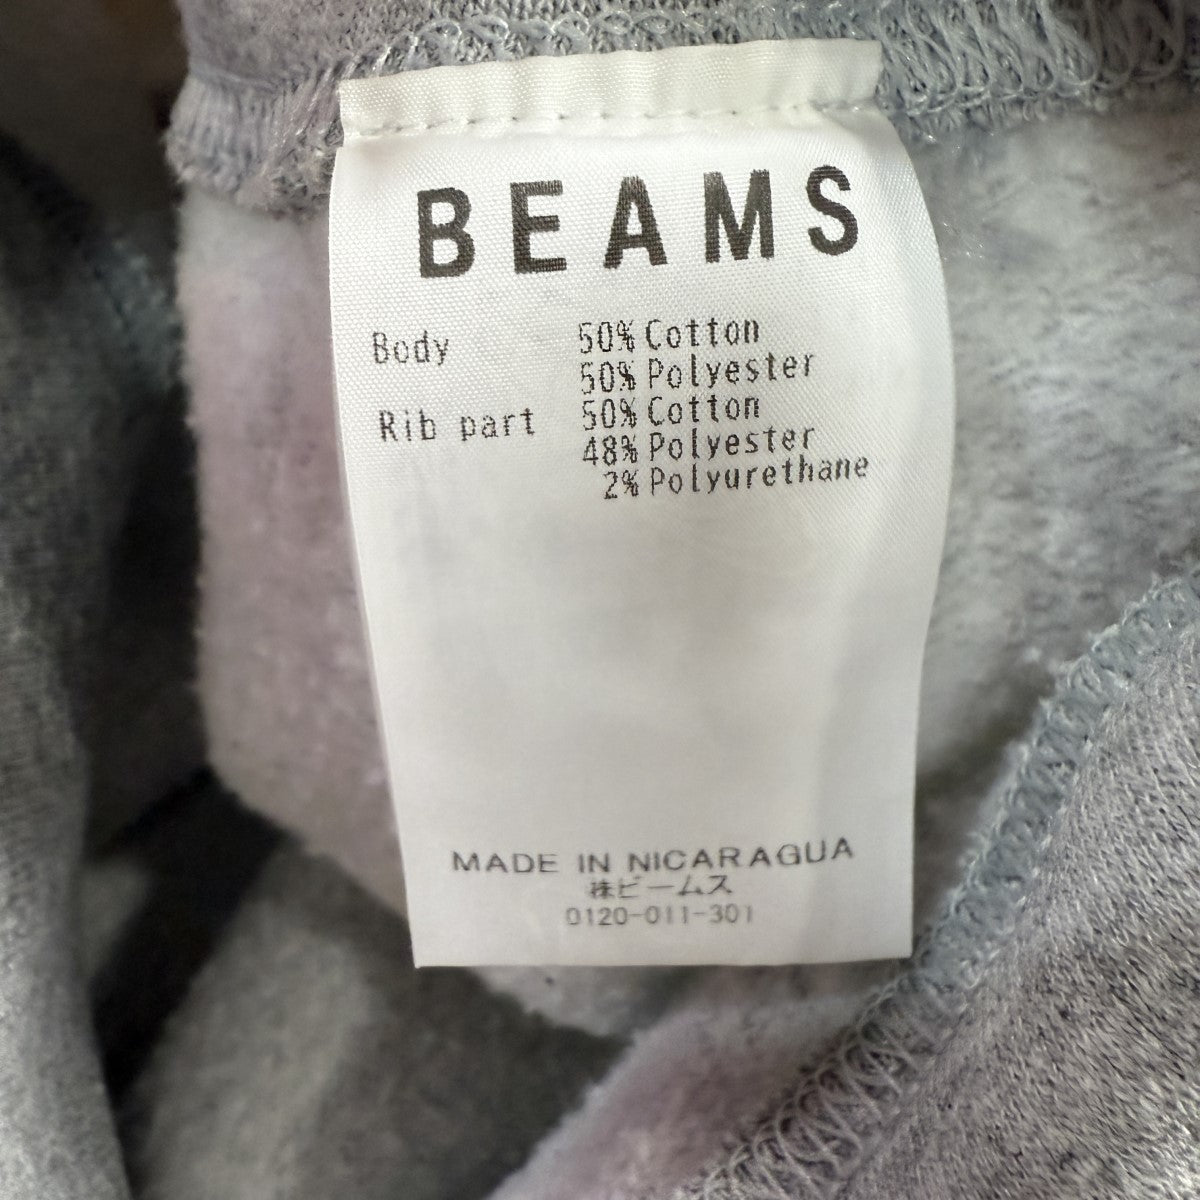 BEAMS
Body 50% Cotton
50% Polyester
Rib part 50% Cotton
48% Polyester
2% Polyurethane
MADE IN NICARAGUA
株ビームス
0120-011-301